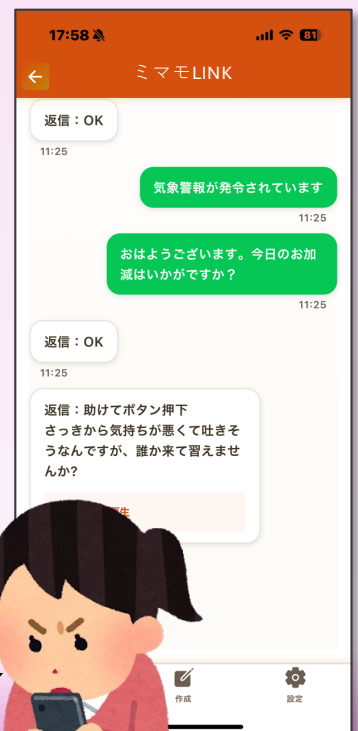 17:58
81
ミマモLINK
返信：OK
11:25
気象警報が発令されています
11:25
おはようございます。今日のお加
減はいかがですか？
11:25
返信：OK
11:25
返信：助けてボタン押下
さっきから気持ちが悪くて吐きそ
うなんですが、誰か来て習えませ
んか?
作成
設定